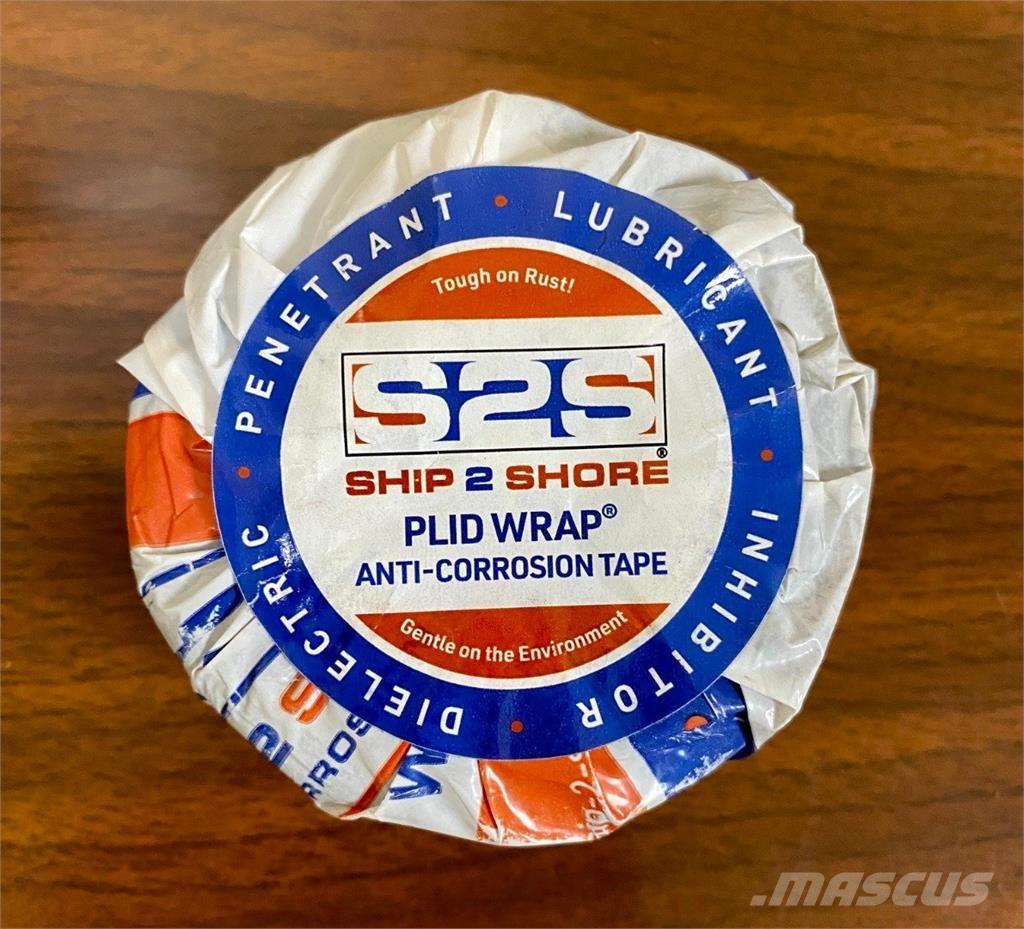 PENETRANT • LUBRICANT • INHIBITOR • DIELECTRIC •
Tough on Rust!
S2S
SHIP 2 SHORE®
PLID WRAP®
ANTI-CORROSION TAPE
Gentle on the Environment
.MASCUS